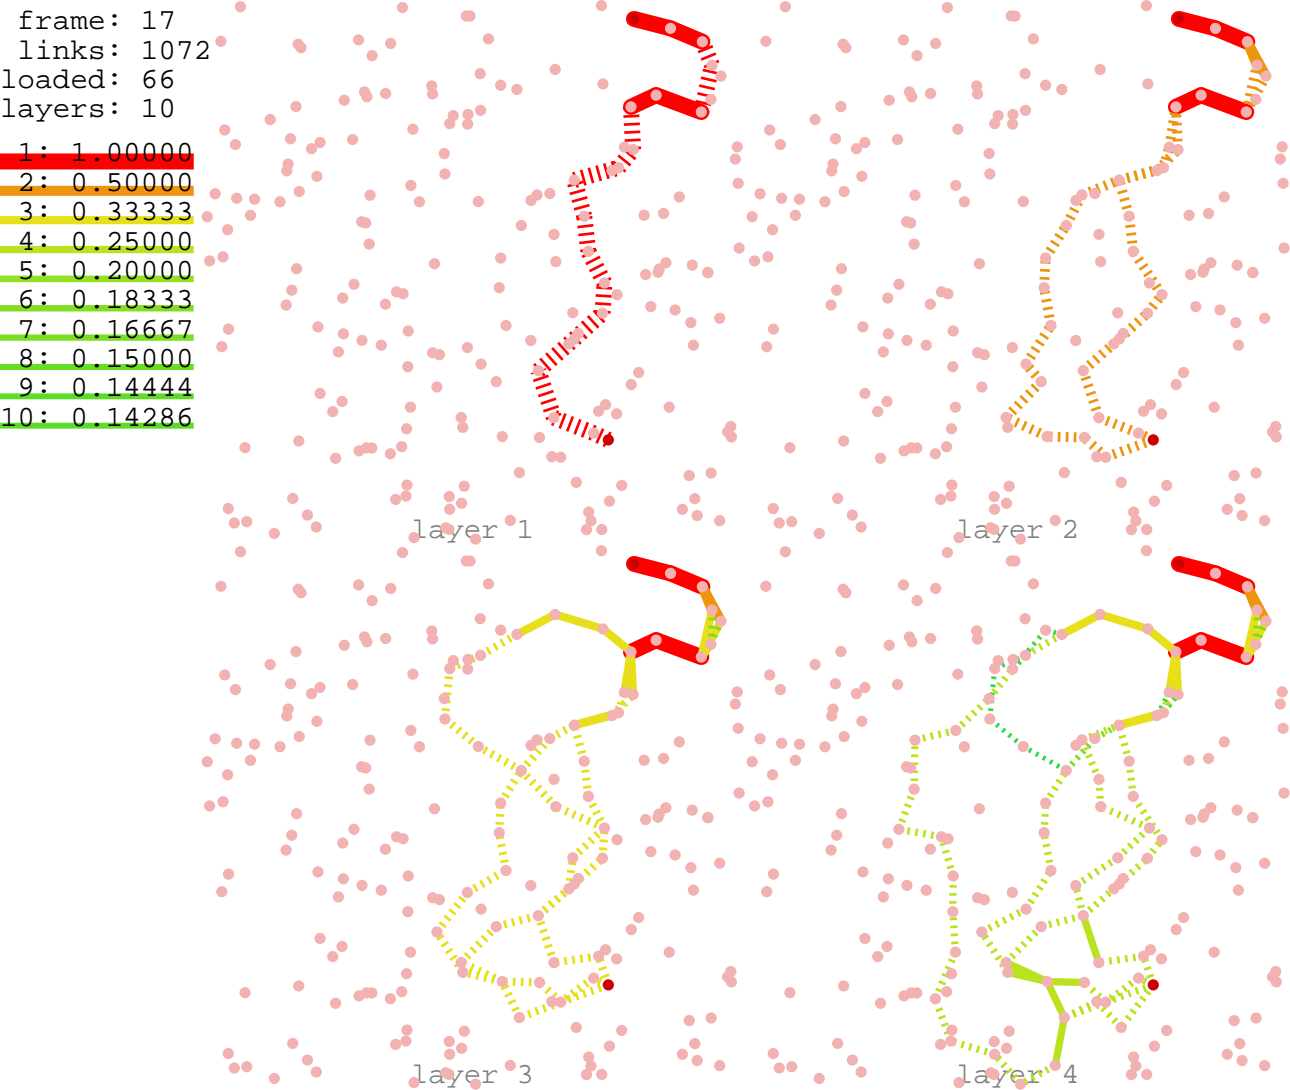 frame: 17
links: 1072
loaded: 66
layers: 10
1: 1.00000
2: 0.50000
3: 0.33333
4: 0.25000
5: 0.20000
6: 0.18333
7: 0.16667
8: 0.15000
9: 0.14444
10: 0.14286
layer 1
layer 2
layer 3
layer 4